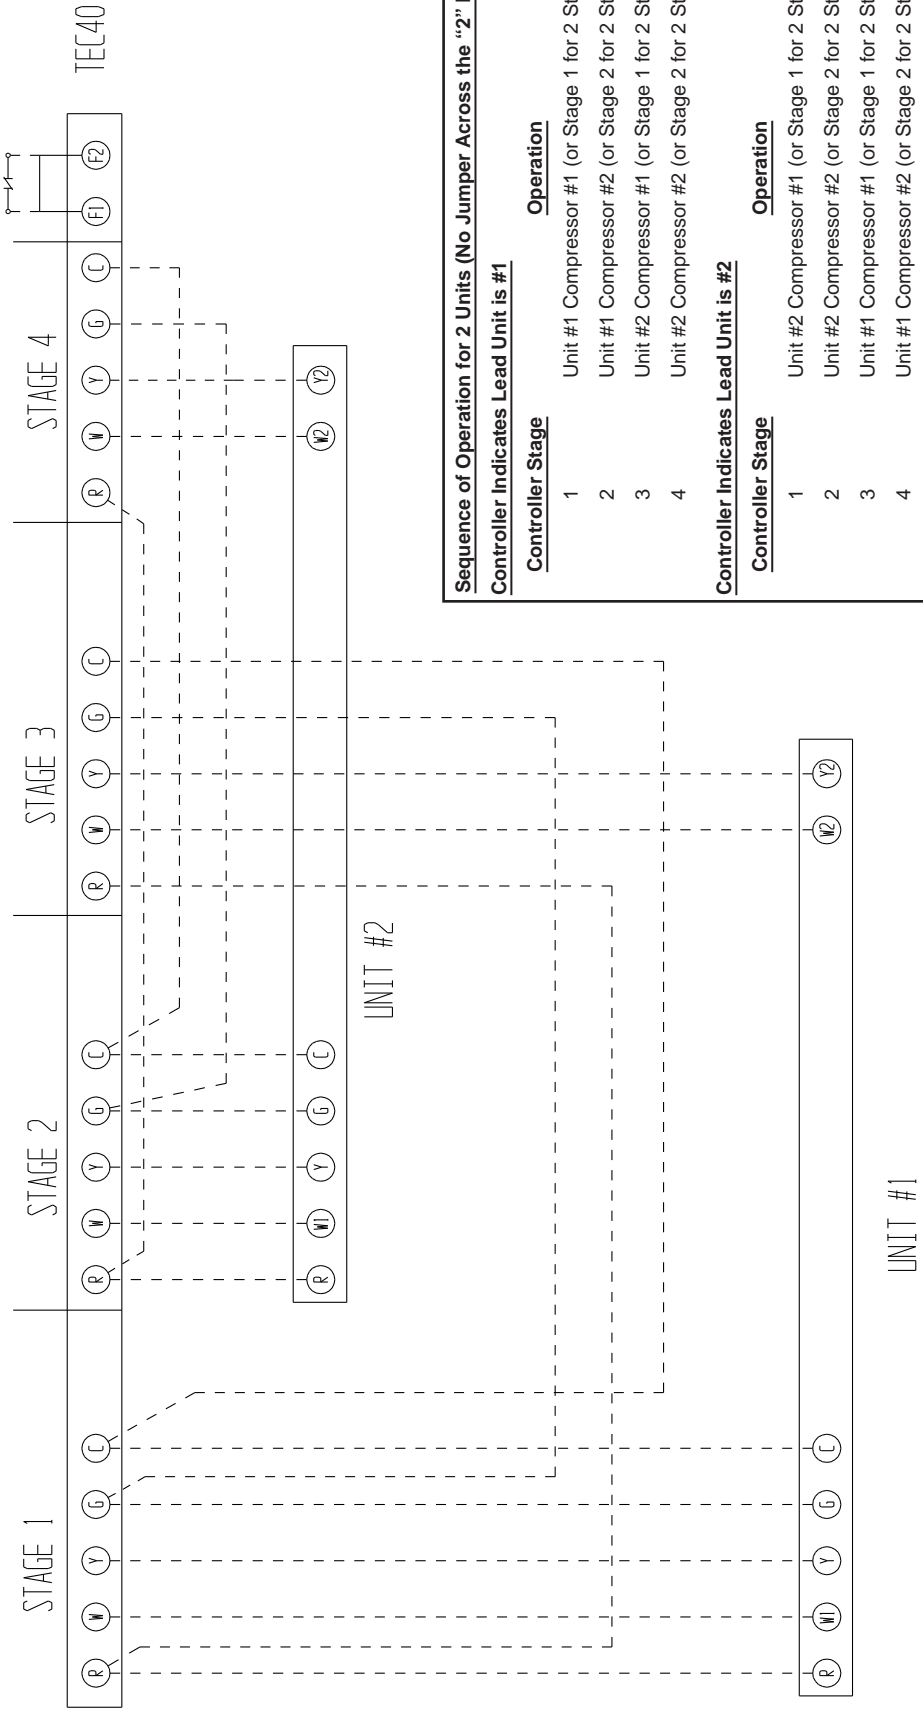 TEC40
STAGE 1
STAGE 2
STAGE 3
STAGE 4
R W Y G C
R W Y G C
R W Y G C
R W Y G C
F1 F2
R W1 Y G C
W2 Y2
UNIT #2
R W1 Y G C
W2 Y2
UNIT #1
Sequence of Operation for 2 Units (No Jumper Across the “2”
Controller Indicates Lead Unit is #1
Controller Stage Operation
1 Unit #1 Compressor #1 (or Stage 1 for 2 St
2 Unit #1 Compressor #2 (or Stage 2 for 2 St
3 Unit #2 Compressor #1 (or Stage 1 for 2 St
4 Unit #2 Compressor #2 (or Stage 2 for 2 St
Controller Indicates Lead Unit is #2
Controller Stage Operation
1 Unit #2 Compressor #1 (or Stage 1 for 2 St
2 Unit #2 Compressor #2 (or Stage 2 for 2 St
3 Unit #1 Compressor #1 (or Stage 1 for 2 St
4 Unit #1 Compressor #2 (or Stage 2 for 2 St